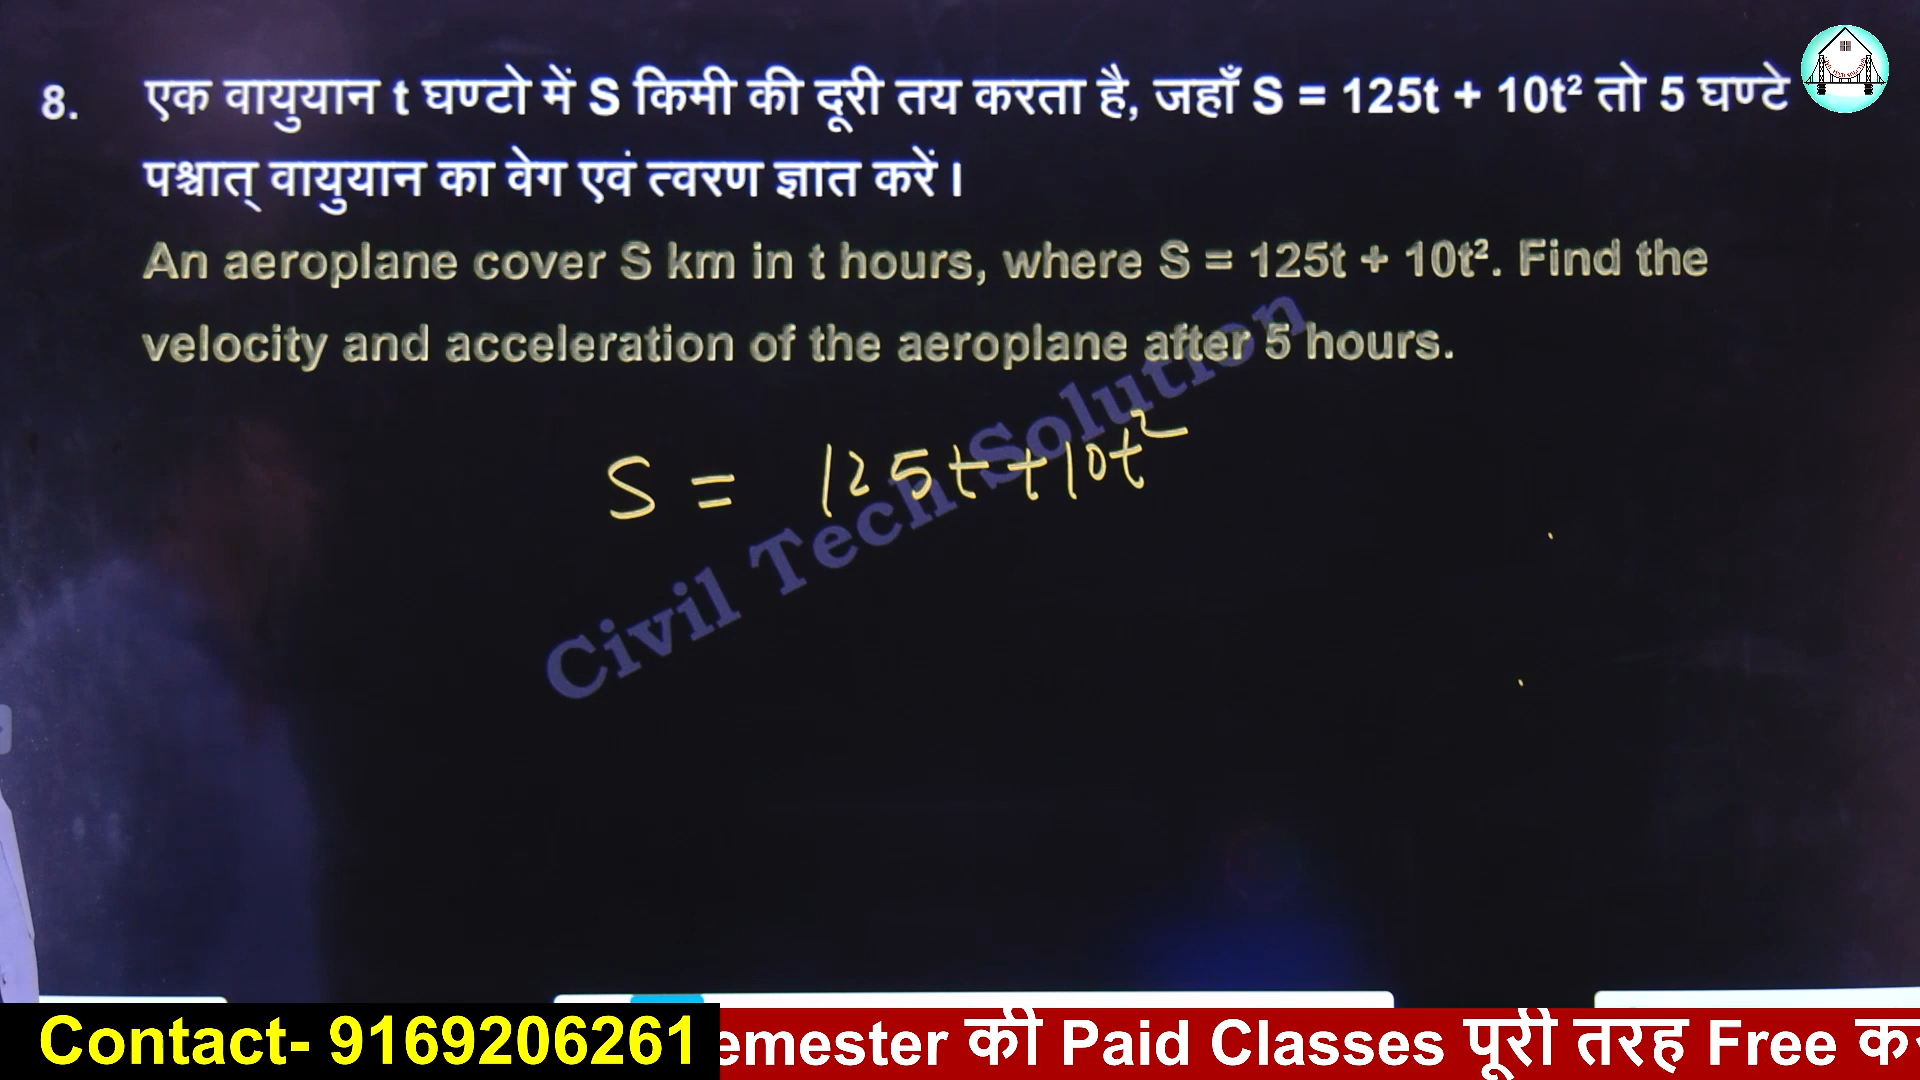 8. एक वायुयान t घण्टो में S किमी की दूरी तय करता है, जहाँ S = 125t + 10t² तो 5 घण्टे
पश्चात् वायुयान का वेग एवं त्वरण ज्ञात करें।
An aeroplane cover S km in t hours, where S = 125t + 10t². Find the
velocity and acceleration of the aeroplane after 5 hours.
S = 125t + 10t²
Civil Tech Solution
Contact- 9169206261
emester की Paid Classes पूरी तरह Free